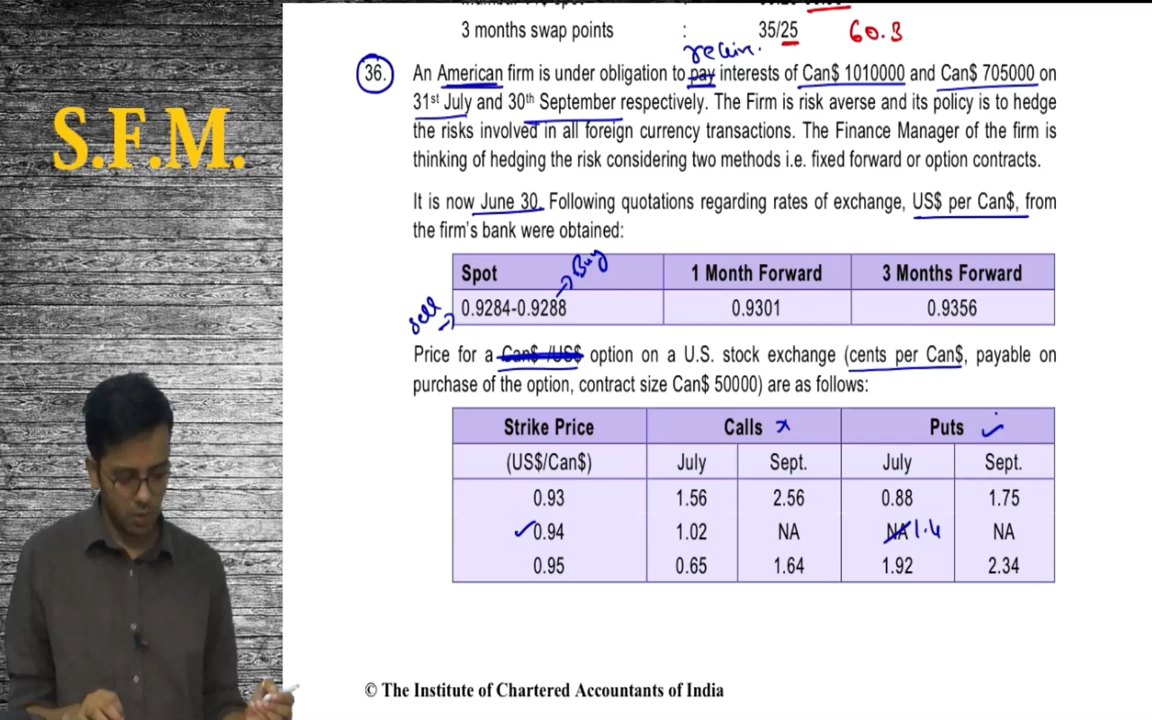 3 months swap points : 35/25 60.3
S.F.M.
recieve.
36. An American firm is under obligation to pay interests of Can$ 1010000 and Can$ 705000 on
31st July and 30th September respectively. The Firm is risk averse and its policy is to hedge
the risks involved in all foreign currency transactions. The Finance Manager of the firm is
thinking of hedging the risk considering two methods i.e. fixed forward or option contracts.
It is now June 30. Following quotations regarding rates of exchange, US$ per Can$, from
the firm's bank were obtained:
Buy
Spot 1 Month Forward 3 Months Forward
sell 0.9284-0.9288 0.9301 0.9356
Price for a Can$ /US$ option on a U.S. stock exchange (cents per Can$, payable on
purchase of the option, contract size Can$ 50000) are as follows:
Strike Price Calls x Puts ✓
(US$/Can$) July Sept. July Sept.
0.93 1.56 2.56 0.88 1.75
✓0.94 1.02 NA NA 1.4 NA
0.95 0.65 1.64 1.92 2.34
© The Institute of Chartered Accountants of India